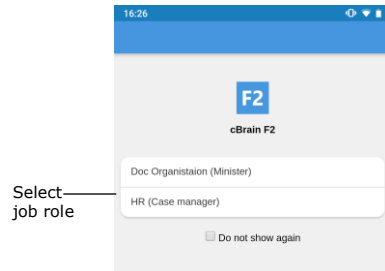 16:26
F2
cBrain F2
Doc Organistaion (Minister)
Select
job role
HR (Case manager)
Do not show again